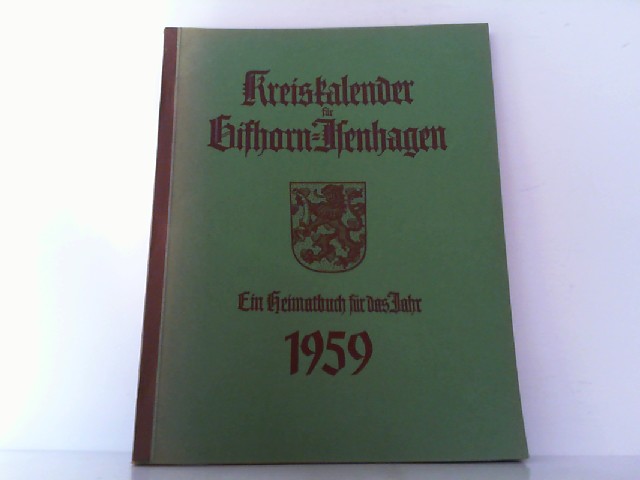 Kreiskalender
für
Gifhorn=Isenhagen
Ein Heimatbuch für das Jahr
1959